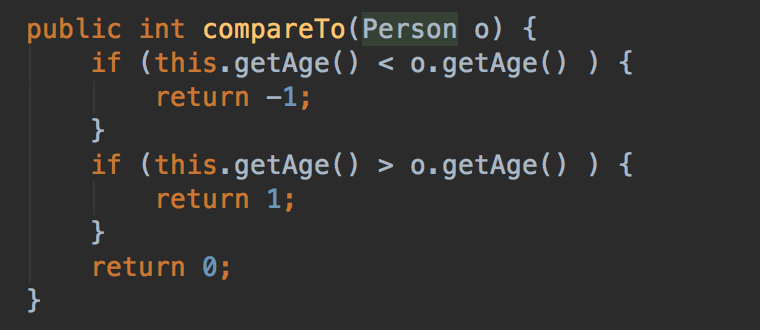 public int compareTo(Person o) {
    if (this.getAge() < o.getAge() ) {
        return -1;
    }
    if (this.getAge() > o.getAge() ) {
        return 1;
    }
    return 0;
}